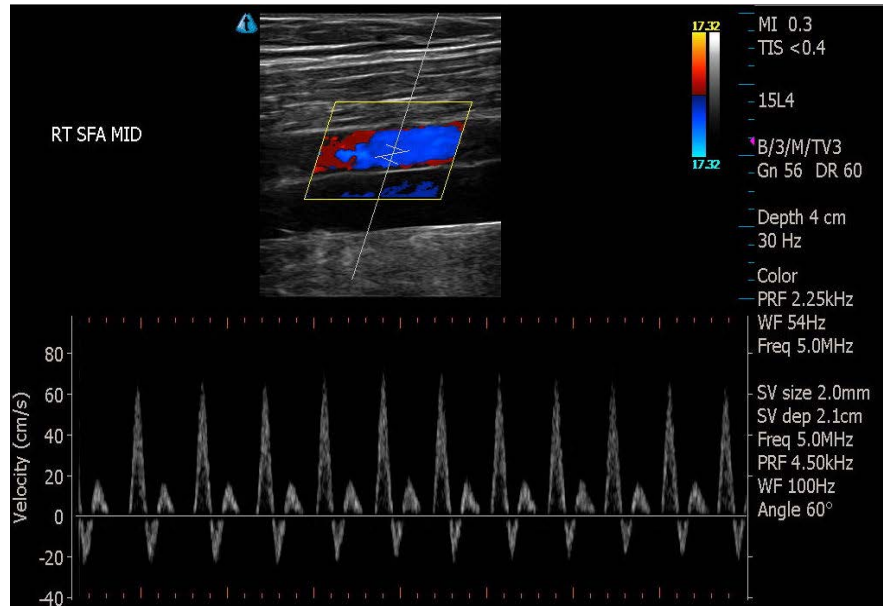 t
17.32
17.32
RT SFA MID
MI 0.3
TIS <0.4
15L4
B/3/M/TV3
Gn 56 DR 60
Depth 4 cm
30 Hz
Color
PRF 2.25kHz
WF 54Hz
Freq 5.0MHz
SV size 2.0mm
SV dep 2.1cm
Freq 5.0MHz
PRF 4.50kHz
WF 100Hz
Angle 60°
Velocity (cm/s)
80
60
40
20
0
-20
-40